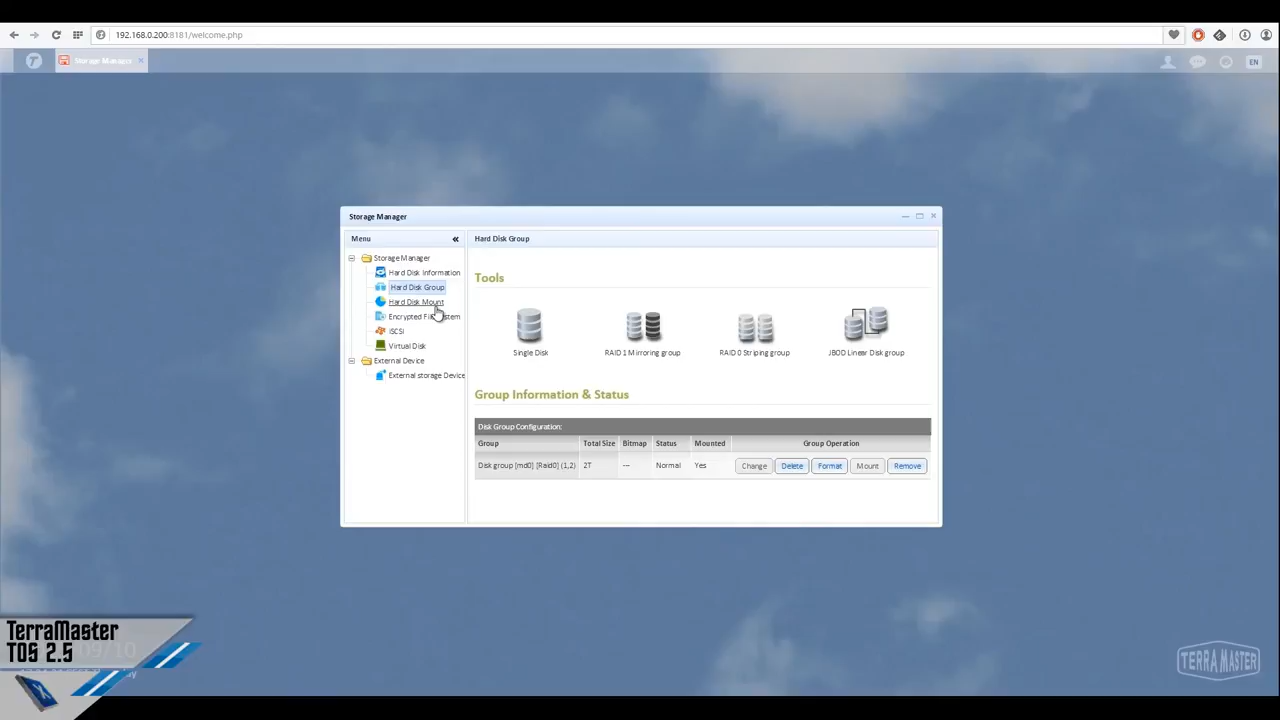 192.168.0.200:8181/welcome.php
Storage Manager
EN
Storage Manager
Menu
Hard Disk Group
Storage Manager
Hard Disk Information
Hard Disk Group
Hard Disk Mount
Encrypted File System
iSCSI
Virtual Disk
External Device
External storage Device
Tools
Single Disk
RAID 1 Mirroring group
RAID 0 Striping group
JBOD Linear Disk group
Group Information & Status
Disk Group Configuration:
Group Total Size Bitmap Status Mounted Group Operation
Disk group [md0] [Raid0] (1,2) 2T --- Normal Yes Change Delete Format Mount Remove
TerraMaster
TOS 2.5
09/10
TERRA MASTER